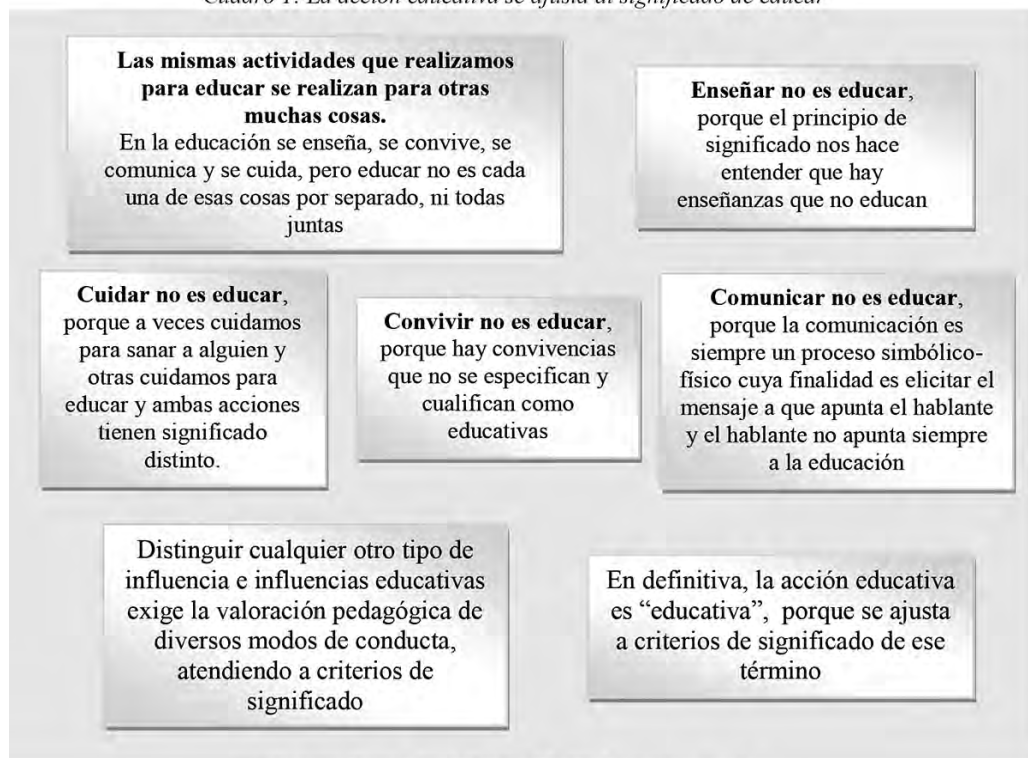 Cuadro 1. La acción educativa se ajusta al significado de educar
Las mismas actividades que realizamos
para educar se realizan para otras
muchas cosas.
En la educación se enseña, se convive, se
comunica y se cuida, pero educar no es cada
una de esas cosas por separado, ni todas
juntas
Enseñar no es educar,
porque el principio de
significado nos hace
entender que hay
enseñanzas que no educan
Cuidar no es educar,
porque a veces cuidamos
para sanar a alguien y
otras cuidamos para
educar y ambas acciones
tienen significado
distinto.
Convivir no es educar,
porque hay convivencias
que no se especifican y
cualifican como
educativas
Comunicar no es educar,
porque la comunicación es
siempre un proceso simbólico-
físico cuya finalidad es elicitar el
mensaje a que apunta el hablante
y el hablante no apunta siempre
a la educación
Distinguir cualquier otro tipo de
influencia e influencias educativas
exige la valoración pedagógica de
diversos modos de conducta,
atendiendo a criterios de
significado
En definitiva, la acción educativa
es “educativa”, porque se ajusta
a criterios de significado de ese
término